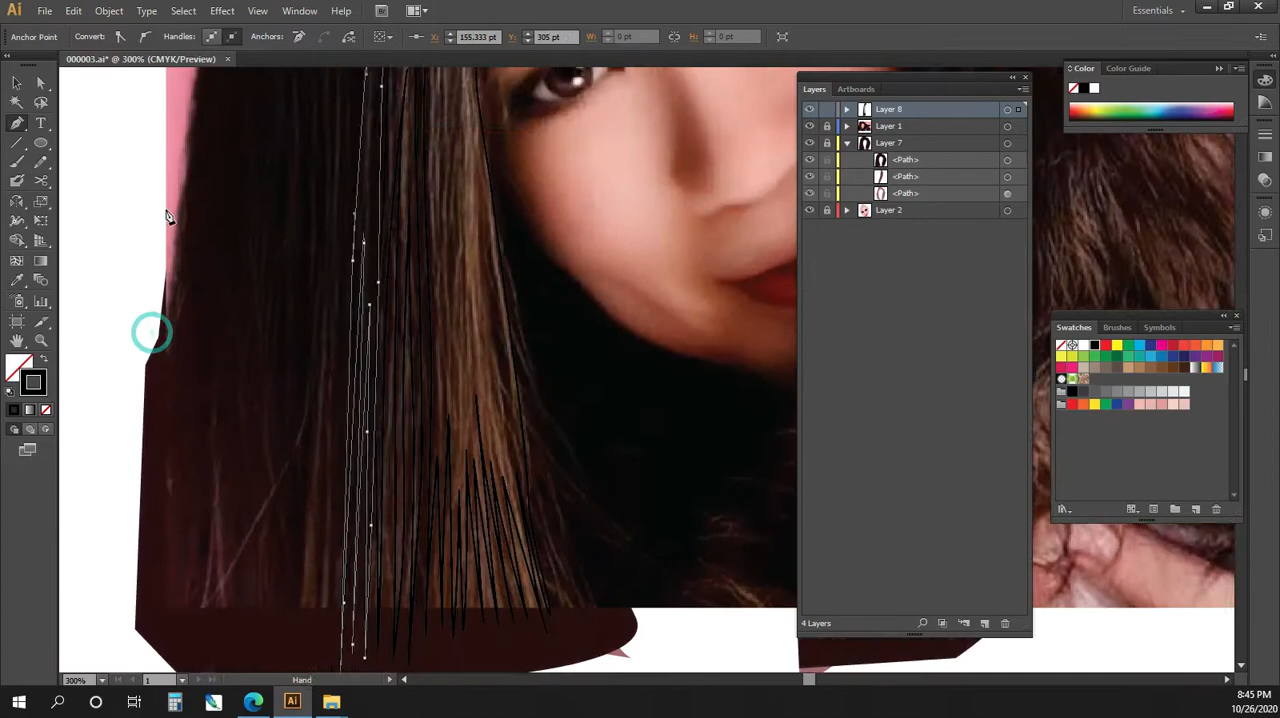 Ai File Edit Object Type Select Effect View Window Help Br Essentials
Anchor Point Convert: Handles: Anchors: X: 155.333 pt Y: 305 pt W: 0 pt H: 0 pt
000003.ai* @ 300% (CMYK/Preview) ×
Color Color Guide
Layers Artboards
Layer 8
Layer 1
Layer 7
<Path>
<Path>
<Path>
Layer 2
Swatches Brushes Symbols
4 Layers
300% 1 Hand
Ai
8:45 PM
10/26/2020